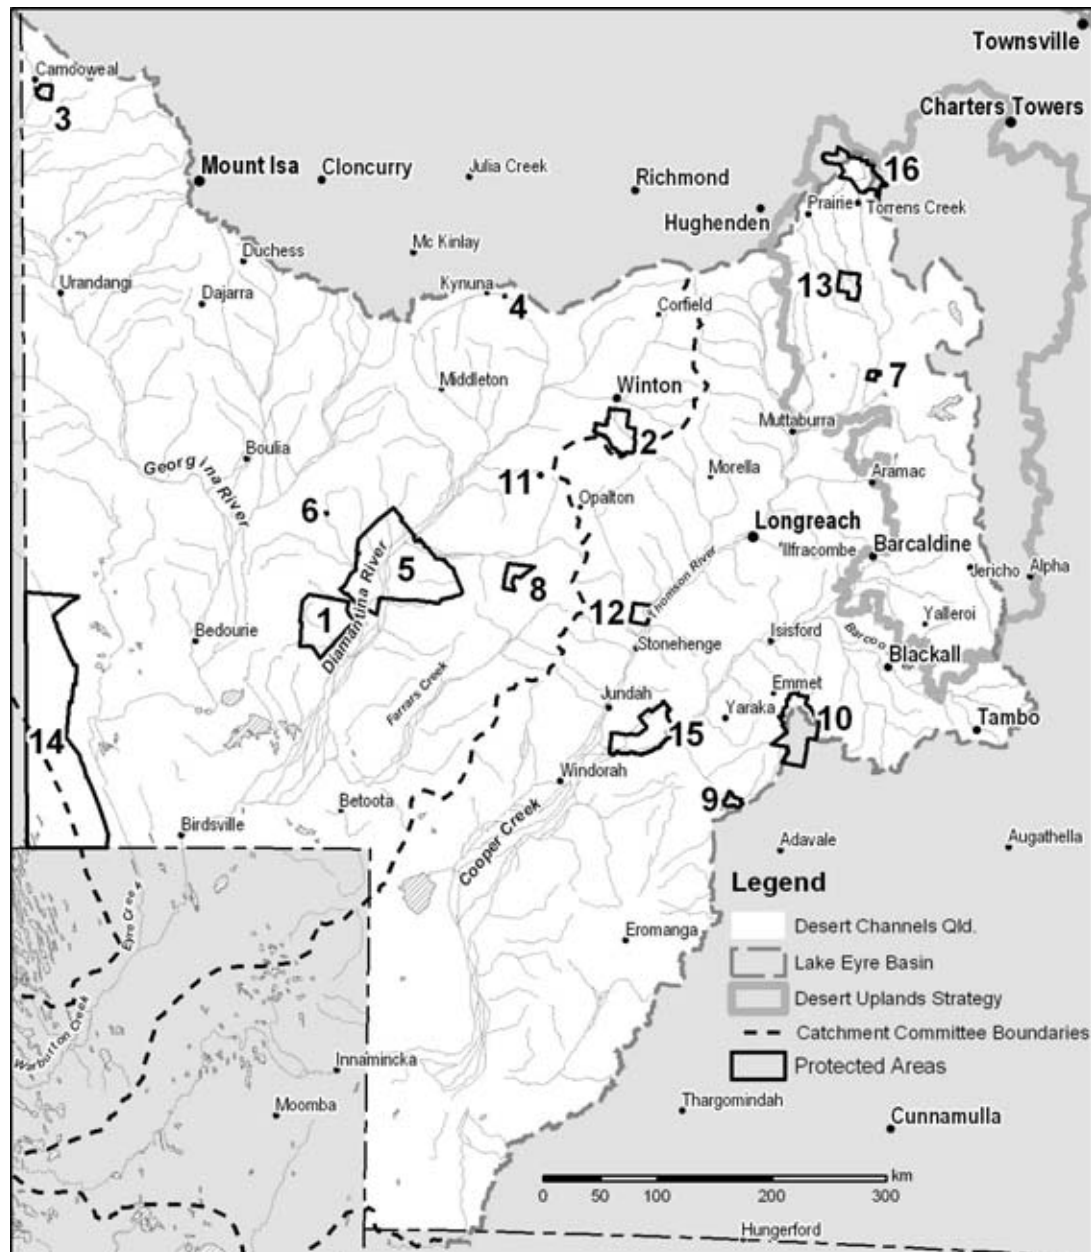 Townsville
Camooweal
Charters Towers
3
16
Mount Isa
Cloncurry
Julia Creek
Richmond
Prairie
Torrens Creek
Hughenden
Mc Kinlay
Duchess
Urandangi
Dajarra
Kynuna
4
13
Corfield
Middleton
Winton
7
Muttaburra
2
Boulia
Georgina River
11
Morella
Aramac
6
Opalton
Longreach
Ilfracombe
Barcaldine
5
8
Jericho
Alpha
1
Diamantina River
12
Thomson River
Yalleroi
Bedourie
Stonehenge
Isisford
Barcoo
Blackall
Farrars Creek
Emmet
14
Jundah
Yaraka
10
Tambo
15
Windorah
9
Betoota
Birdsville
Adavale
Augathella
Cooper Creek
Legend
Desert Channels Qld.
Eyre Creek
Eromanga
Lake Eyre Basin
Desert Uplands Strategy
Warburton Creek
Catchment Committee Boundaries
Innamincka
Protected Areas
Moomba
Thargomindah
Cunnamulla
km
0 50 100 200 300
Hungerford